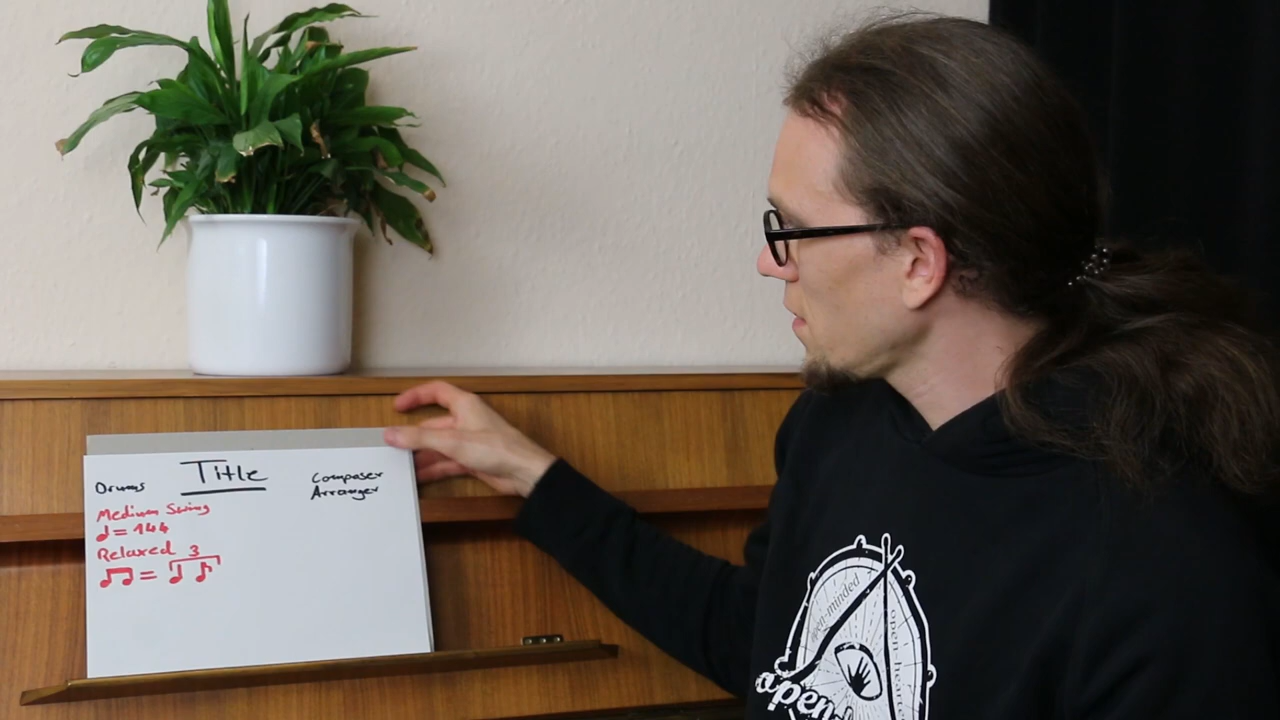 Title
Drums
Composer
Arranger
Medium Swing
♩= 144
Relaxed 3
♫ = ♩ ♪
open-minded
open-hearted
open